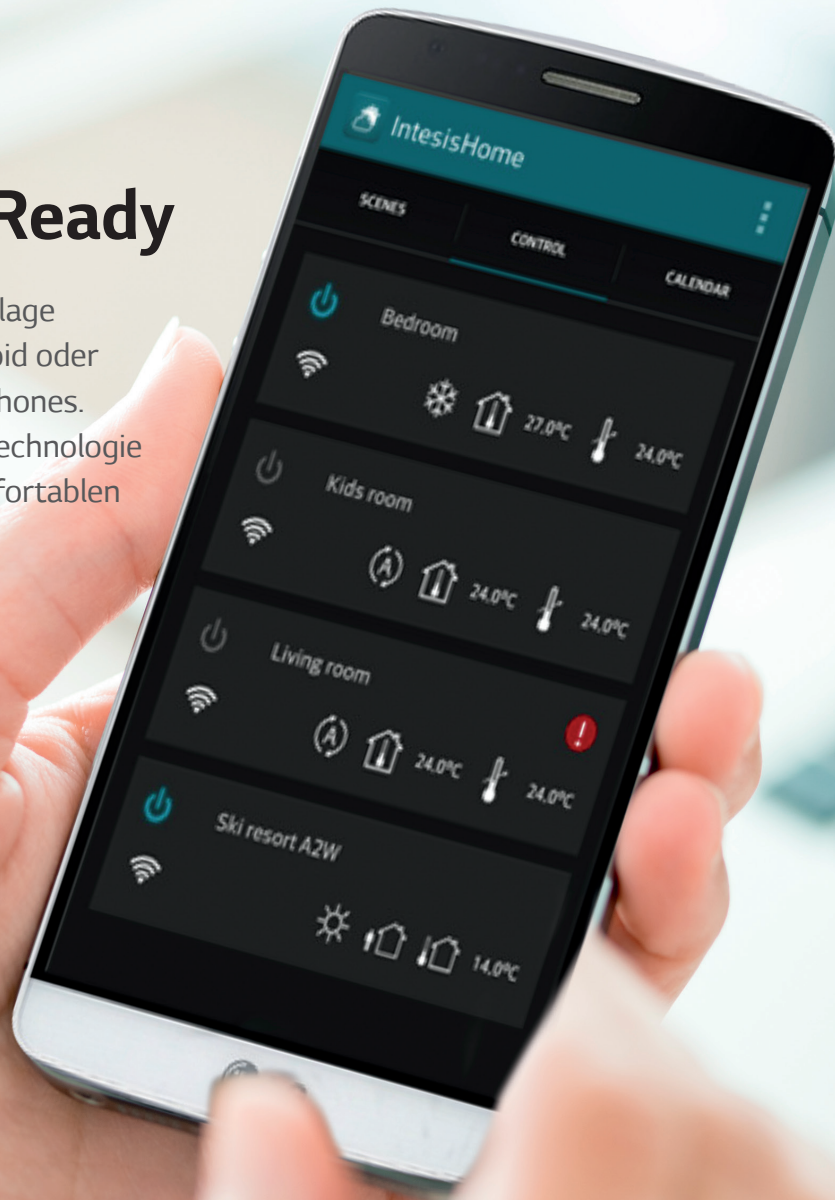 Ready
lage
oid oder
hones.
echnologie
fortablen
IntesisHome
SCENES CONTROL CALENDAR
Bedroom
27.0ºC 24.0ºC
Kids room
A 24.0ºC 24.0ºC
Living room
!
A 24.0ºC 24.0ºC
Ski resort A2W
14.0ºC